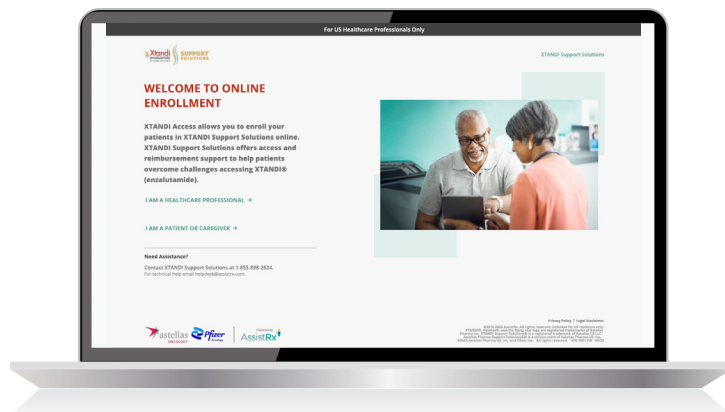 For US Healthcare Professionals Only
Xtandi
SUPPORT
SOLUTIONS
XTANDI Support Solutions
WELCOME TO ONLINE
ENROLLMENT
XTANDI Access allows you to enroll your
patients in XTANDI Support Solutions online.
XTANDI Support Solutions offers access and
reimbursement support to help patients
overcome challenges accessing XTANDI®
(enzalutamide).
I AM A HEALTHCARE PROFESSIONAL →
I AM A PATIENT OR CAREGIVER →
Need Assistance?
Contact XTANDI Support Solutions at 1-855-898-2634.
For technical help email helpdesk@assistrx.com.
Privacy Policy | Legal Disclaimer
astellas
ONCOLOGY
Pfizer
Oncology
Powered by
AssistRx